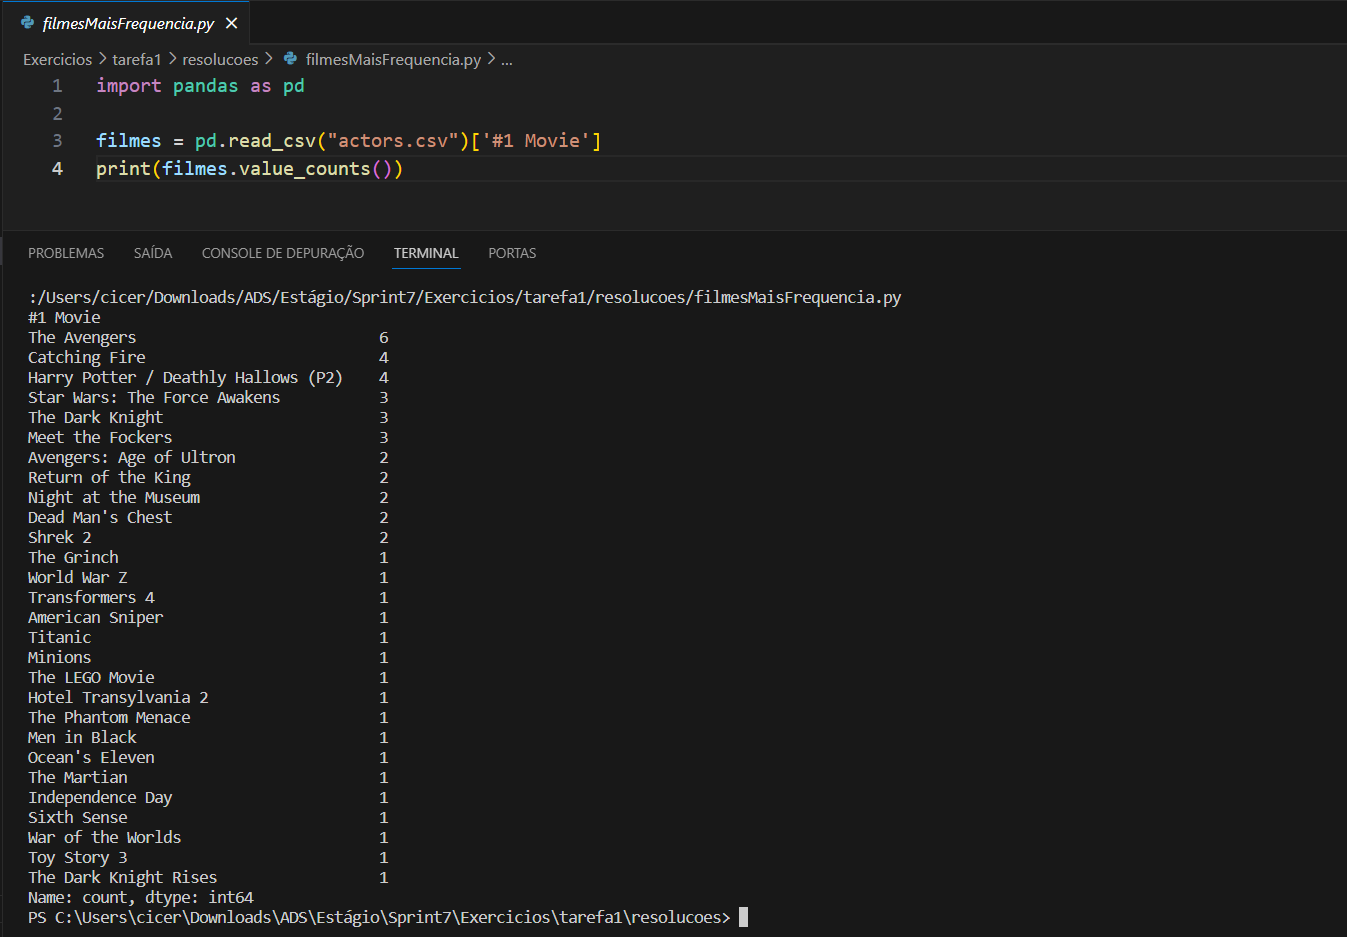 filmesMaisFrequencia.py
Exercicios > tarefa1 > resolucoes > filmesMaisFrequencia.py > ...
1 import pandas as pd
2
3 filmes = pd.read_csv("actors.csv")['#1 Movie']
4 print(filmes.value_counts())
PROBLEMAS SAÍDA CONSOLE DE DEPURAÇÃO TERMINAL PORTAS
:/Users/cicer/Downloads/ADS/Estágio/Sprint7/Exercicios/tarefa1/resolucoes/filmesMaisFrequencia.py
#1 Movie
The Avengers 6
Catching Fire 4
Harry Potter / Deathly Hallows (P2) 4
Star Wars: The Force Awakens 3
The Dark Knight 3
Meet the Fockers 3
Avengers: Age of Ultron 2
Return of the King 2
Night at the Museum 2
Dead Man's Chest 2
Shrek 2 2
The Grinch 1
World War Z 1
Transformers 4 1
American Sniper 1
Titanic 1
Minions 1
The LEGO Movie 1
Hotel Transylvania 2 1
The Phantom Menace 1
Men in Black 1
Ocean's Eleven 1
The Martian 1
Independence Day 1
Sixth Sense 1
War of the Worlds 1
Toy Story 3 1
The Dark Knight Rises 1
Name: count, dtype: int64
PS C:\Users\cicer\Downloads\ADS\Estágio\Sprint7\Exercicios\tarefa1\resolucoes>